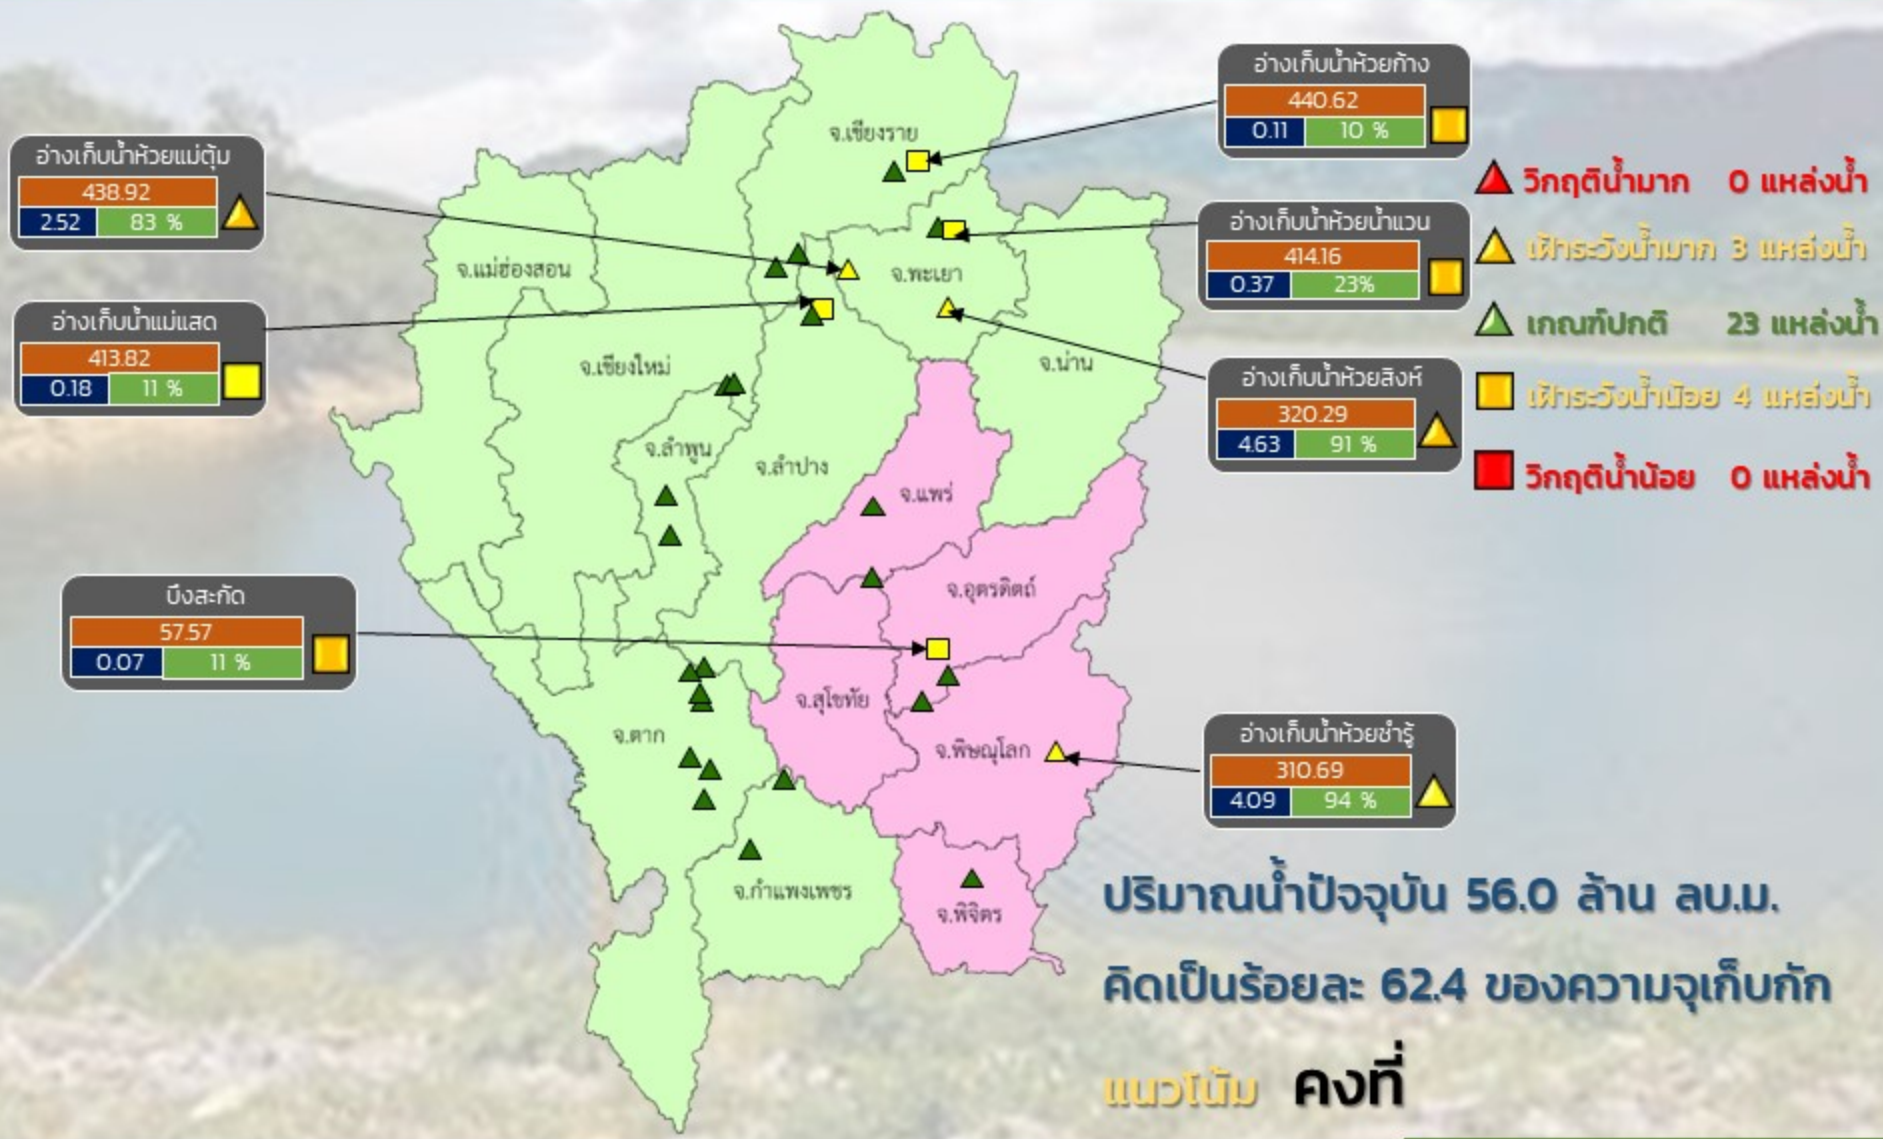 อ่างเก็บน้ำห้วยก้าง
440.62
0.11 10 %
อ่างเก็บน้ำห้วยแม่ตุ้ม
438.92
2.52 83 %
อ่างเก็บน้ำห้วยน้ำแวน
414.16
0.37 23%
อ่างเก็บน้ำแม่แสด
413.82
0.18 11 %
อ่างเก็บน้ำห้วยสิงห์
320.29
4.63 91 %
บึงสะกัด
57.57
0.07 11 %
อ่างเก็บน้ำห้วยซำรู้
310.69
4.09 94 %
วิกฤติน้ำมาก 0 แหล่งน้ำ
เฝ้าระวังน้ำมาก 3 แหล่งน้ำ
เกณฑ์ปกติ 23 แหล่งน้ำ
เฝ้าระวังน้ำน้อย 4 แหล่งน้ำ
วิกฤติน้ำน้อย 0 แหล่งน้ำ
จ.เชียงราย
จ.แม่ฮ่องสอน
จ.พะเยา
จ.เชียงใหม่
จ.น่าน
จ.ลำพูน
จ.ลำปาง
จ.แพร่
จ.อุตรดิตถ์
จ.สุโขทัย
จ.ตาก
จ.พิษณุโลก
จ.กำแพงเพชร
จ.พิจิตร
ปริมาณน้ำปัจจุบัน 56.0 ล้าน ลบ.ม.
คิดเป็นร้อยละ 62.4 ของความจุเก็บกัก
แนวโน้ม คงที่